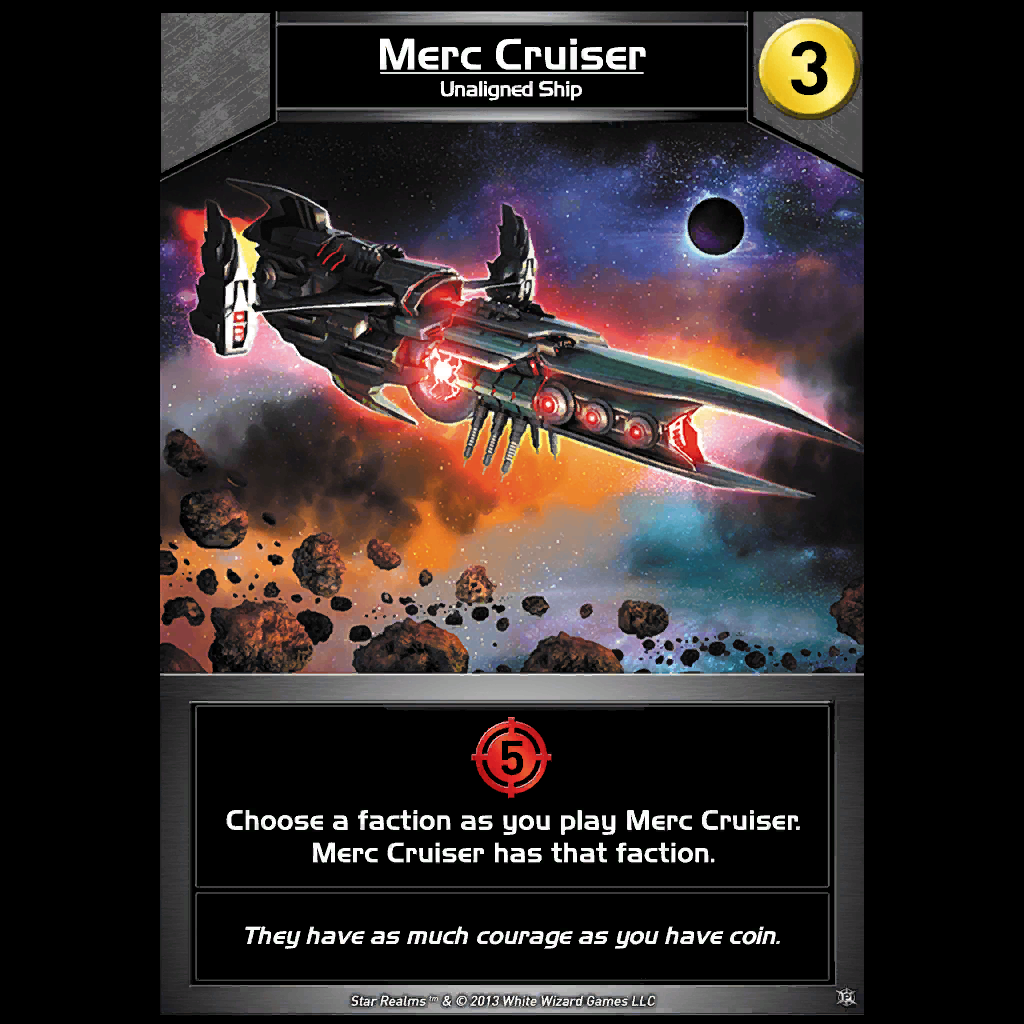 Merc Cruiser
Unaligned Ship
3
5
Choose a faction as you play Merc Cruiser.
Merc Cruiser has that faction.
They have as much courage as you have coin.
Star Realms™ & © 2013 White Wizard Games LLC